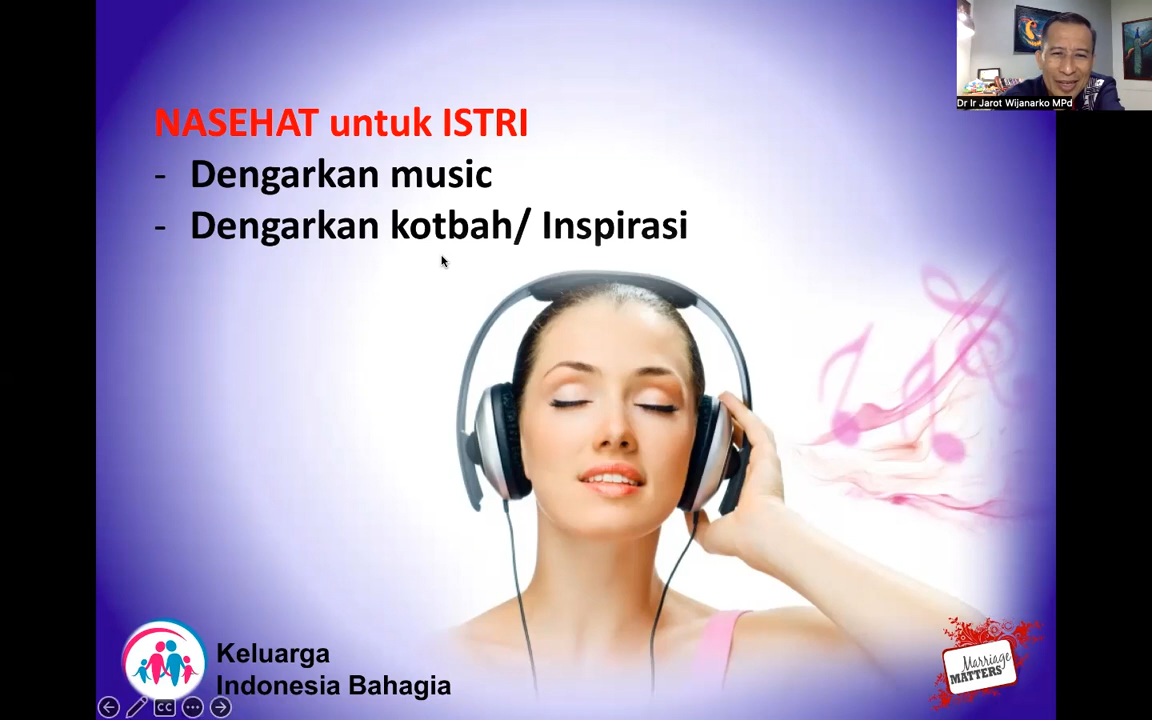 Dr Ir Jarot Wijanarko MPd
NASEHAT untuk ISTRI
- Dengarkan music
- Dengarkan kotbah/ Inspirasi
Keluarga
Indonesia Bahagia
Marriage
MATTERS
CC